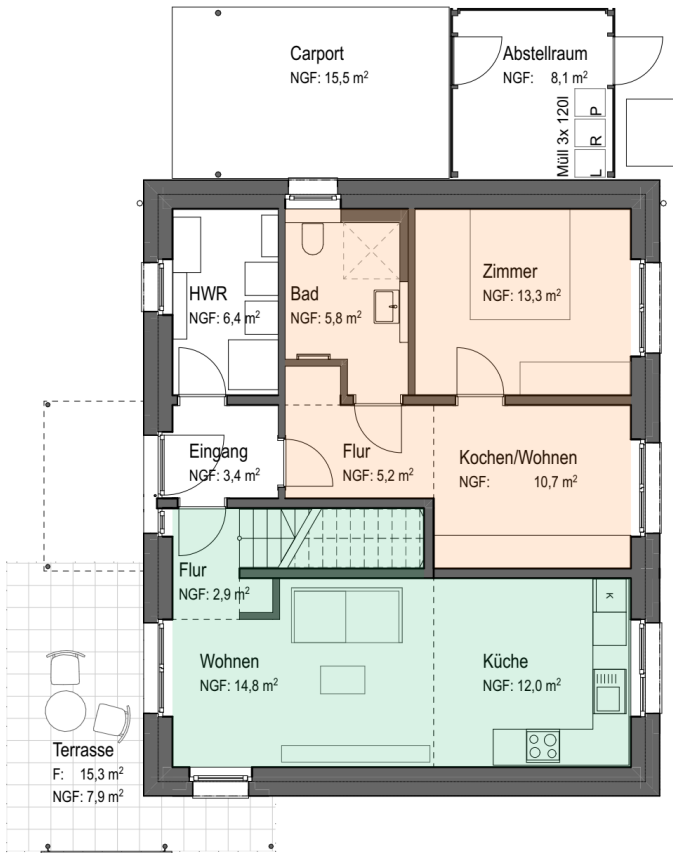 Carport
NGF: 15,5 m²
Abstellraum
NGF: 8,1 m²
Müll 3x 120l
L R P
HWR
NGF: 6,4 m²
Bad
NGF: 5,8 m²
Zimmer
NGF: 13,3 m²
Eingang
NGF: 3,4 m²
Flur
NGF: 5,2 m²
Kochen/Wohnen
NGF: 10,7 m²
Flur
NGF: 2,9 m²
K
Wohnen
NGF: 14,8 m²
Küche
NGF: 12,0 m²
Terrasse
F: 15,3 m²
NGF: 7,9 m²